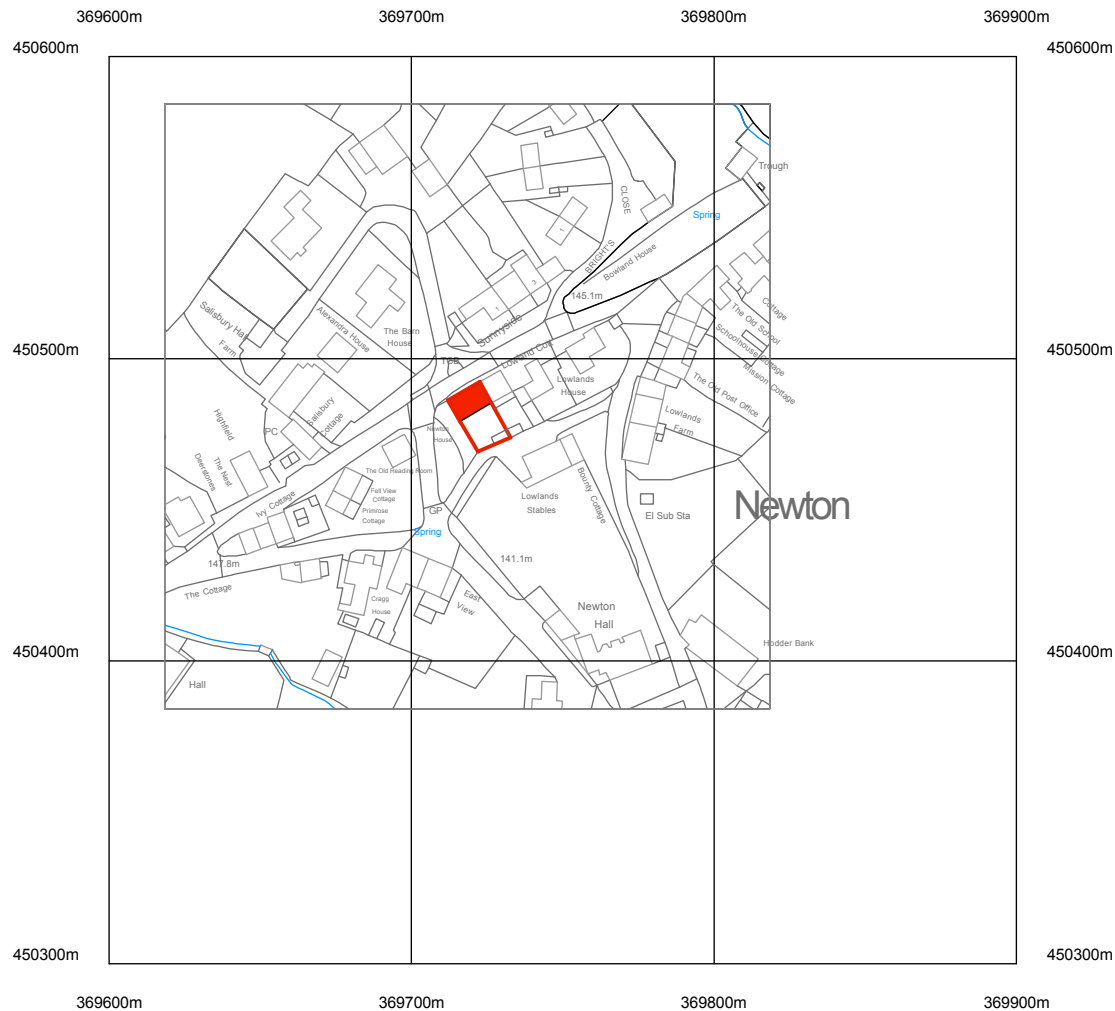 369600m
369700m
369800m
369900m
450600m
450600m
Trough
CLOSE
Spring
BRIGHT'S
Bowland House
145.1m
1
3
1
Salisbury Hall
Farm
Alexandra House
The Barn
House
Sunnyside
Cottage
The Old School
Schoolhouse Cottage
Mission Cottage
450500m
450500m
TCB
Lowland Cott
Lowlands
House
The Old Post Office
Lowlands
Farm
Highfield
PC
Salisbury
Cottage
Newton
House
The Nest
Deerstones
The Old Reading Room
Fell View
Cottage
Primrose
Cottage
Ivy Cottage
GP
Spring
Lowlands
Stables
Bounty Cottage
El Sub Sta
Newton
147.8m
141.1m
The Cottage
Cragg
House
East
View
Newton
Hall
Hodder Bank
450400m
450400m
Hall
450300m
450300m
369600m
369700m
369800m
369900m